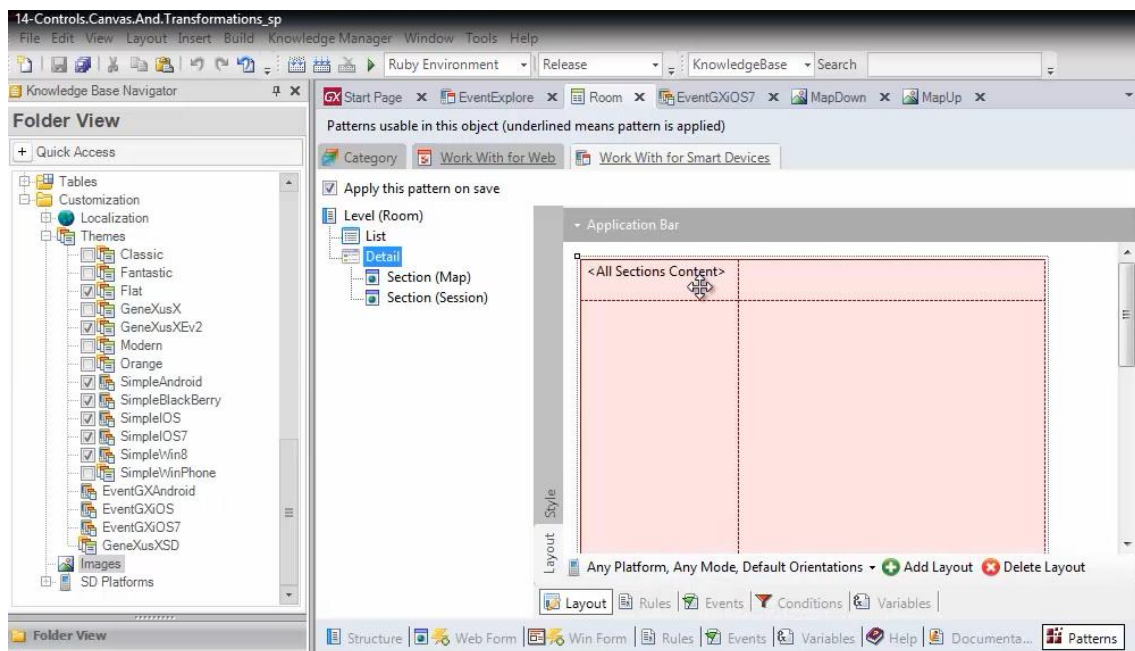 14-Controls.Canvas.And.Transformations_sp
File Edit View Layout Insert Build Knowledge Manager Window Tools Help
Ruby Environment Release KnowledgeBase Search
Knowledge Base Navigator
Folder View
+ Quick Access
Tables
Customization
Localization
Themes
Classic
Fantastic
Flat
GeneXusX
GeneXusXEv2
Modern
Orange
SimpleAndroid
SimpleBlackBerry
SimpleIOS
SimpleIOS7
SimpleWin8
SimpleWinPhone
EventGXAndroid
EventGXiOS
EventGXiOS7
GeneXusXSD
Images
SD Platforms
Folder View
GX Start Page EventExplore Room EventGXiOS7 MapDown MapUp
Patterns usable in this object (underlined means pattern is applied)
Category Work With for Web Work With for Smart Devices
Apply this pattern on save
Level (Room)
List
Detail
Section (Map)
Section (Session)
Application Bar
<All Sections Content>
Style
Layout
Any Platform, Any Mode, Default Orientations Add Layout Delete Layout
Layout Rules Events Conditions Variables
Structure Web Form Win Form Rules Events Variables Help Documenta... Patterns